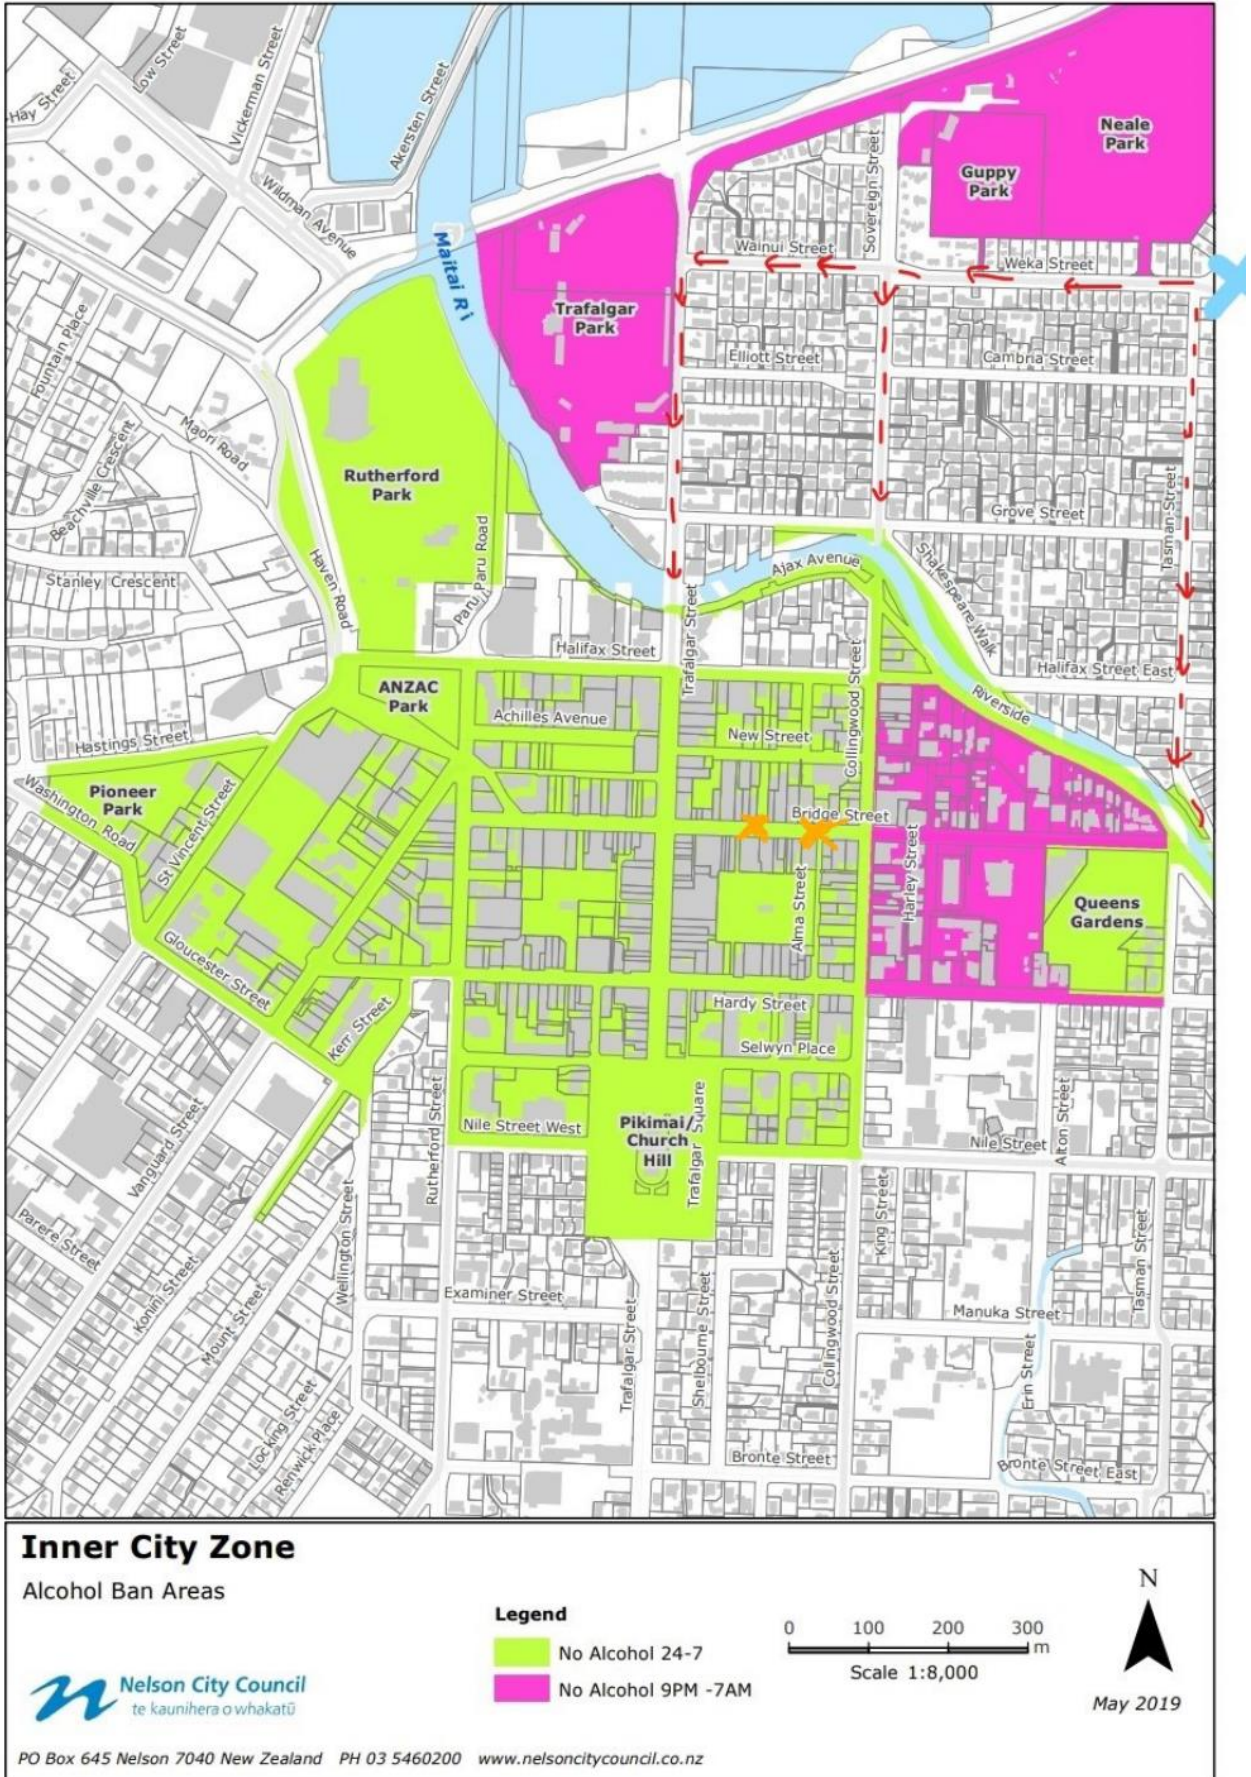 Low Street
Hay Street
Vickerman Street
Akersten Street
Wildman Avenue
Neale
Park
Guppy
Park
Sovereign Street
Wainui Street
Weka Street
Maitai Ri
Trafalgar
Park
Elliott Street
Cambria Street
Fountain Place
Maori Road
Beachville Crescent
Rutherford
Park
Grove Street
Tasman Street
Stanley Crescent
Haven Road
Paru Paru Road
Ajax Avenue
Shakespeare Walk
Halifax Street
Trafalgar Street
Collingwood Street
Halifax Street East
ANZAC
Park
Riverside
Achilles Avenue
New Street
Hastings Street
Pioneer
Park
Washington Road
St Vincent Street
Bridge Street
Harley Street
Alma Street
Queens
Gardens
Gloucester Street
Kerr Street
Hardy Street
Selwyn Place
Nile Street West
Pikimai/
Church
Hill
Trafalgar Square
Rutherford Street
Nile Street
Alton Street
Vanguard Street
Parere Street
Konini Street
Mount Street
Wellington Street
King Street
Tasman Street
Examiner Street
Manuka Street
Trafalgar Street
Shelbourne Street
Collingwood Street
Erin Street
Locking Street
Renwick Place
Bronte Street
Bronte Street East
Inner City Zone
Alcohol Ban Areas
Legend
No Alcohol 24-7
No Alcohol 9PM -7AM
0 100 200 300
m
Scale 1:8,000
N
May 2019
Nelson City Council
te kaunihera o whakatū
PO Box 645 Nelson 7040 New Zealand PH 03 5460200 www.nelsoncitycouncil.co.nz